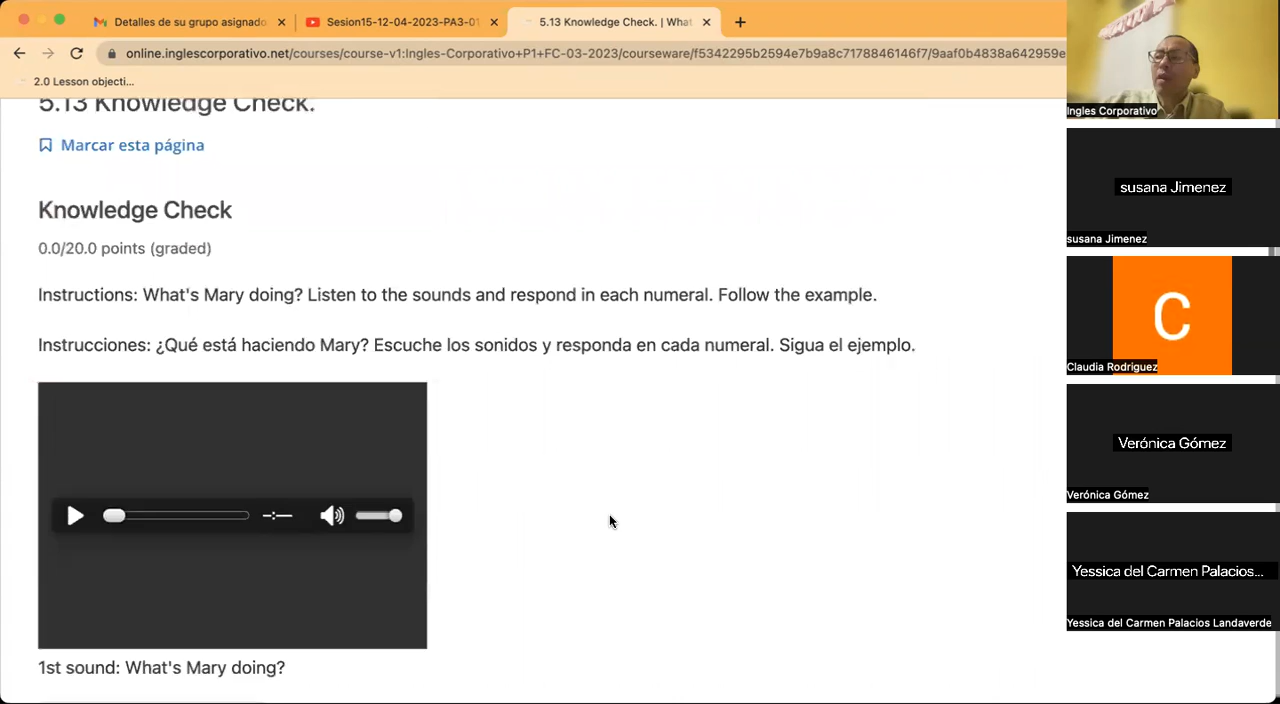 Detalles de su grupo asignado
Sesion15-12-04-2023-PA3-01
5.13 Knowledge Check. | What
online.inglescorporativo.net/courses/course-v1:Ingles-Corporativo+P1+FC-03-2023/courseware/f5342295b2594e7b9a8c7178846146f7/9aaf0b4838a642959e
2.0 Lesson objecti...
5.13 Knowledge Check.
Marcar esta página
Knowledge Check
0.0/20.0 points (graded)
Instructions: What's Mary doing? Listen to the sounds and respond in each numeral. Follow the example.
Instrucciones: ¿Qué está haciendo Mary? Escuche los sonidos y responda en cada numeral. Sigua el ejemplo.
-:--
1st sound: What's Mary doing?
Ingles Corporativo
susana Jimenez
susana Jimenez
C
Claudia Rodriguez
Verónica Gómez
Verónica Gómez
Yessica del Carmen Palacios...
Yessica del Carmen Palacios Landaverde